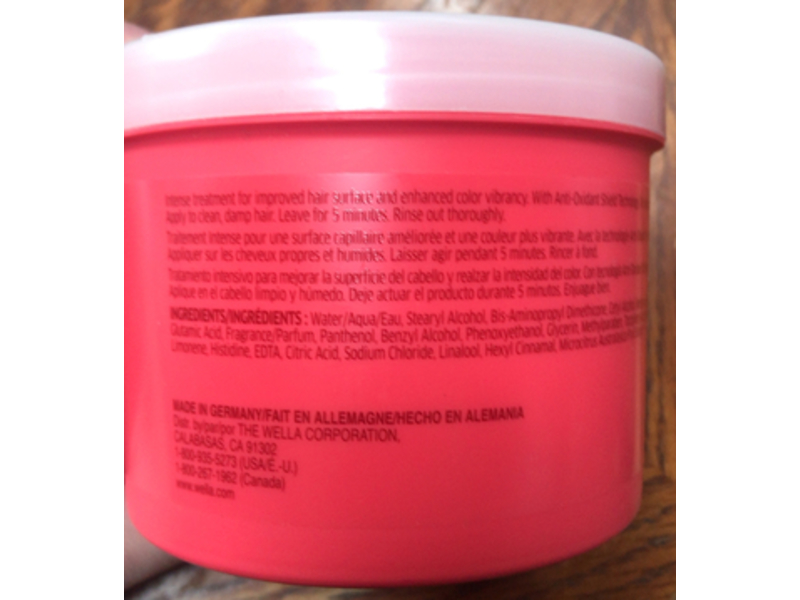 Intense treatment for improved hair surface and enhanced color vibrancy. With Anti-Oxidant Shield Technology.
Apply to clean, damp hair. Leave for 5 minutes. Rinse out thoroughly.
Traitement intense pour une surface capillaire améliorée et une couleur plus vibrante. Avec la technologie
Appliquer sur les cheveux propres et humides. Laisser agir pendant 5 minutes. Rincer à fond.
Tratamiento intensivo para mejorar la superficie del cabello y realzar la intensidad del color. Con tecnología
Aplique en el cabello limpio y húmedo. Deje actuar el producto durante 5 minutos. Enjuague bien.
INGREDIENTS/INGRÉDIENTS : Water/Aqua/Eau, Stearyl Alcohol, Bis-Aminopropyl Dimethicone,
Glutamic Acid, Fragrance/Parfum, Panthenol, Benzyl Alcohol, Phenoxyethanol, Glycerin, Methylparaben,
Limonene, Histidine, EDTA, Citric Acid, Sodium Chloride, Linalool, Hexyl Cinnamal, Microcitrus
MADE IN GERMANY/FAIT EN ALLEMAGNE/HECHO EN ALEMANIA
Distr. by/par/por THE WELLA CORPORATION,
CALABASAS, CA 91302
1-800-935-5273 (USA/É.-U.)
1-800-267-1962 (Canada)
www.wella.com